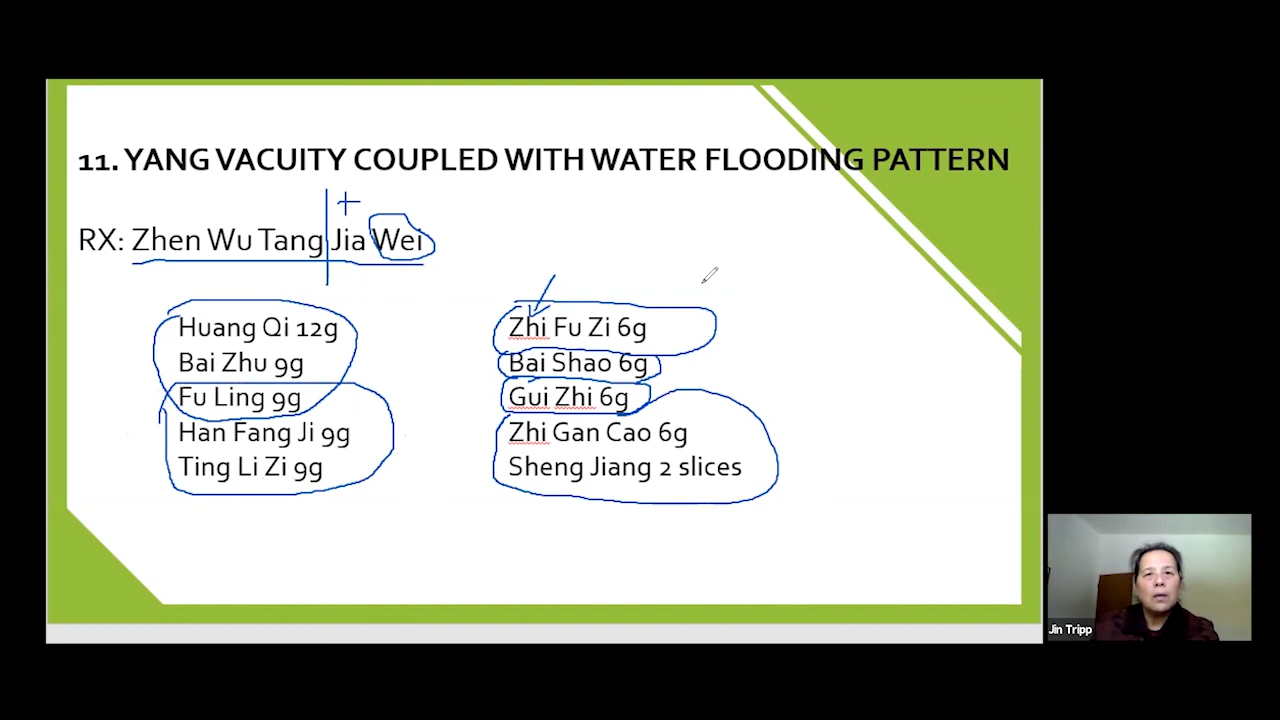 11. YANG VACUITY COUPLED WITH WATER FLOODING PATTERN
+
RX: Zhen Wu Tang Jia Wei
Huang Qi 12g
Bai Zhu 9g
Fu Ling 9g
Han Fang Ji 9g
Ting Li Zi 9g
Zhi Fu Zi 6g
Bai Shao 6g
Gui Zhi 6g
Zhi Gan Cao 6g
Sheng Jiang 2 slices
Jin Tripp